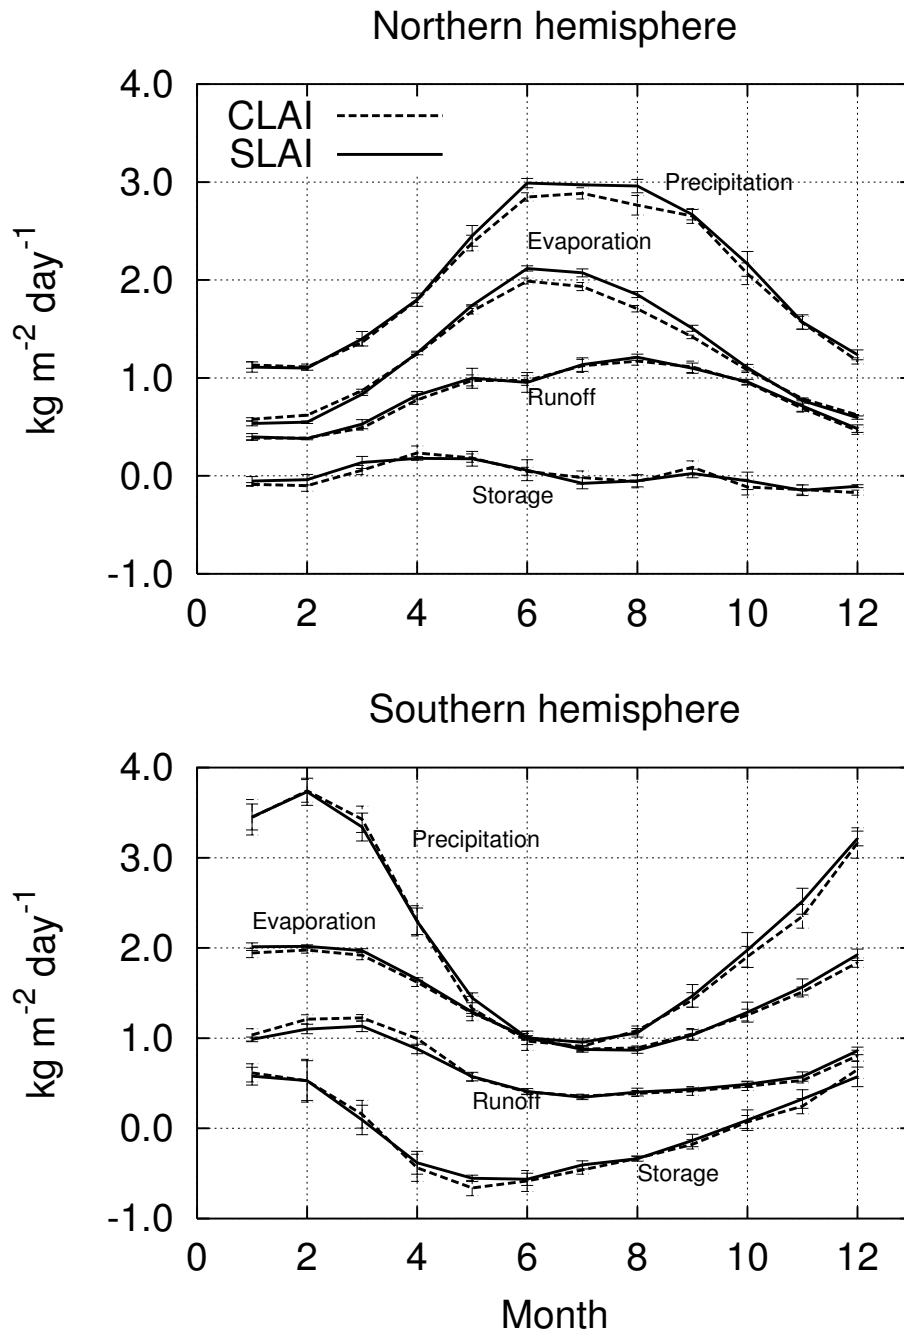 Northern hemisphere
4.0
CLAI
SLAI
3.0
Precipitation
Evaporation
2.0
kg m-2 day-1
1.0
Runoff
0.0
Storage
-1.0
0 2 4 6 8 10 12
Southern hemisphere
4.0
Precipitation
3.0
Evaporation
2.0
kg m-2 day-1
1.0
Runoff
0.0
Storage
-1.0
0 2 4 6 8 10 12
Month